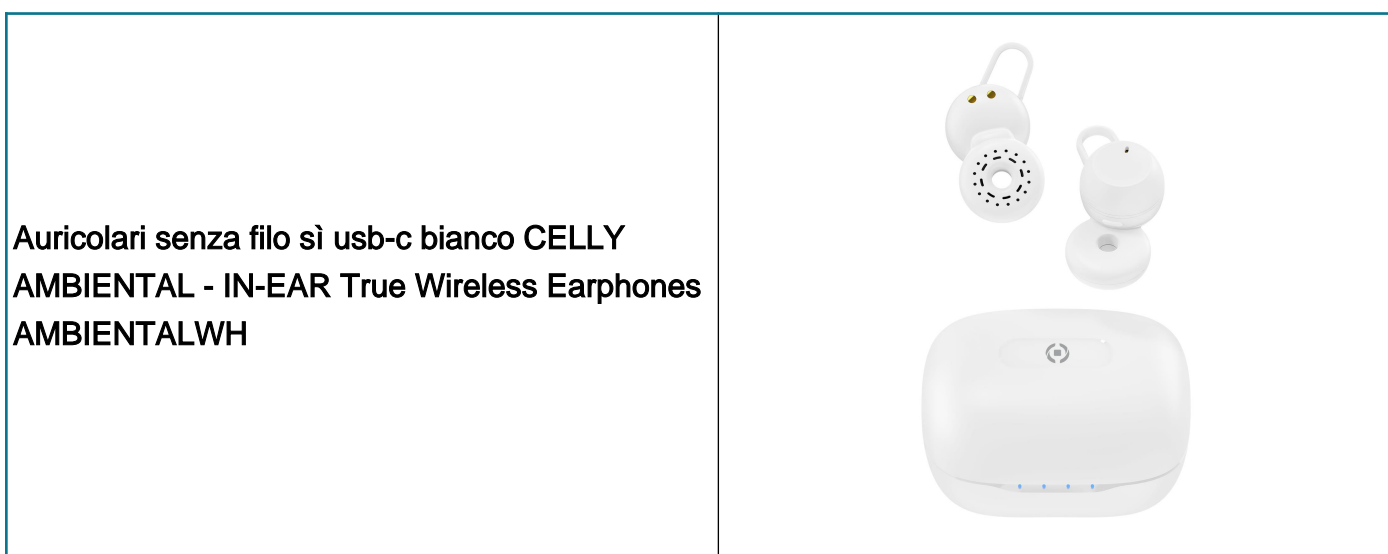 Auricolari senza filo sì usb-c bianco CELLY
AMBIENTAL - IN-EAR True Wireless Earphones
AMBIENTALWH